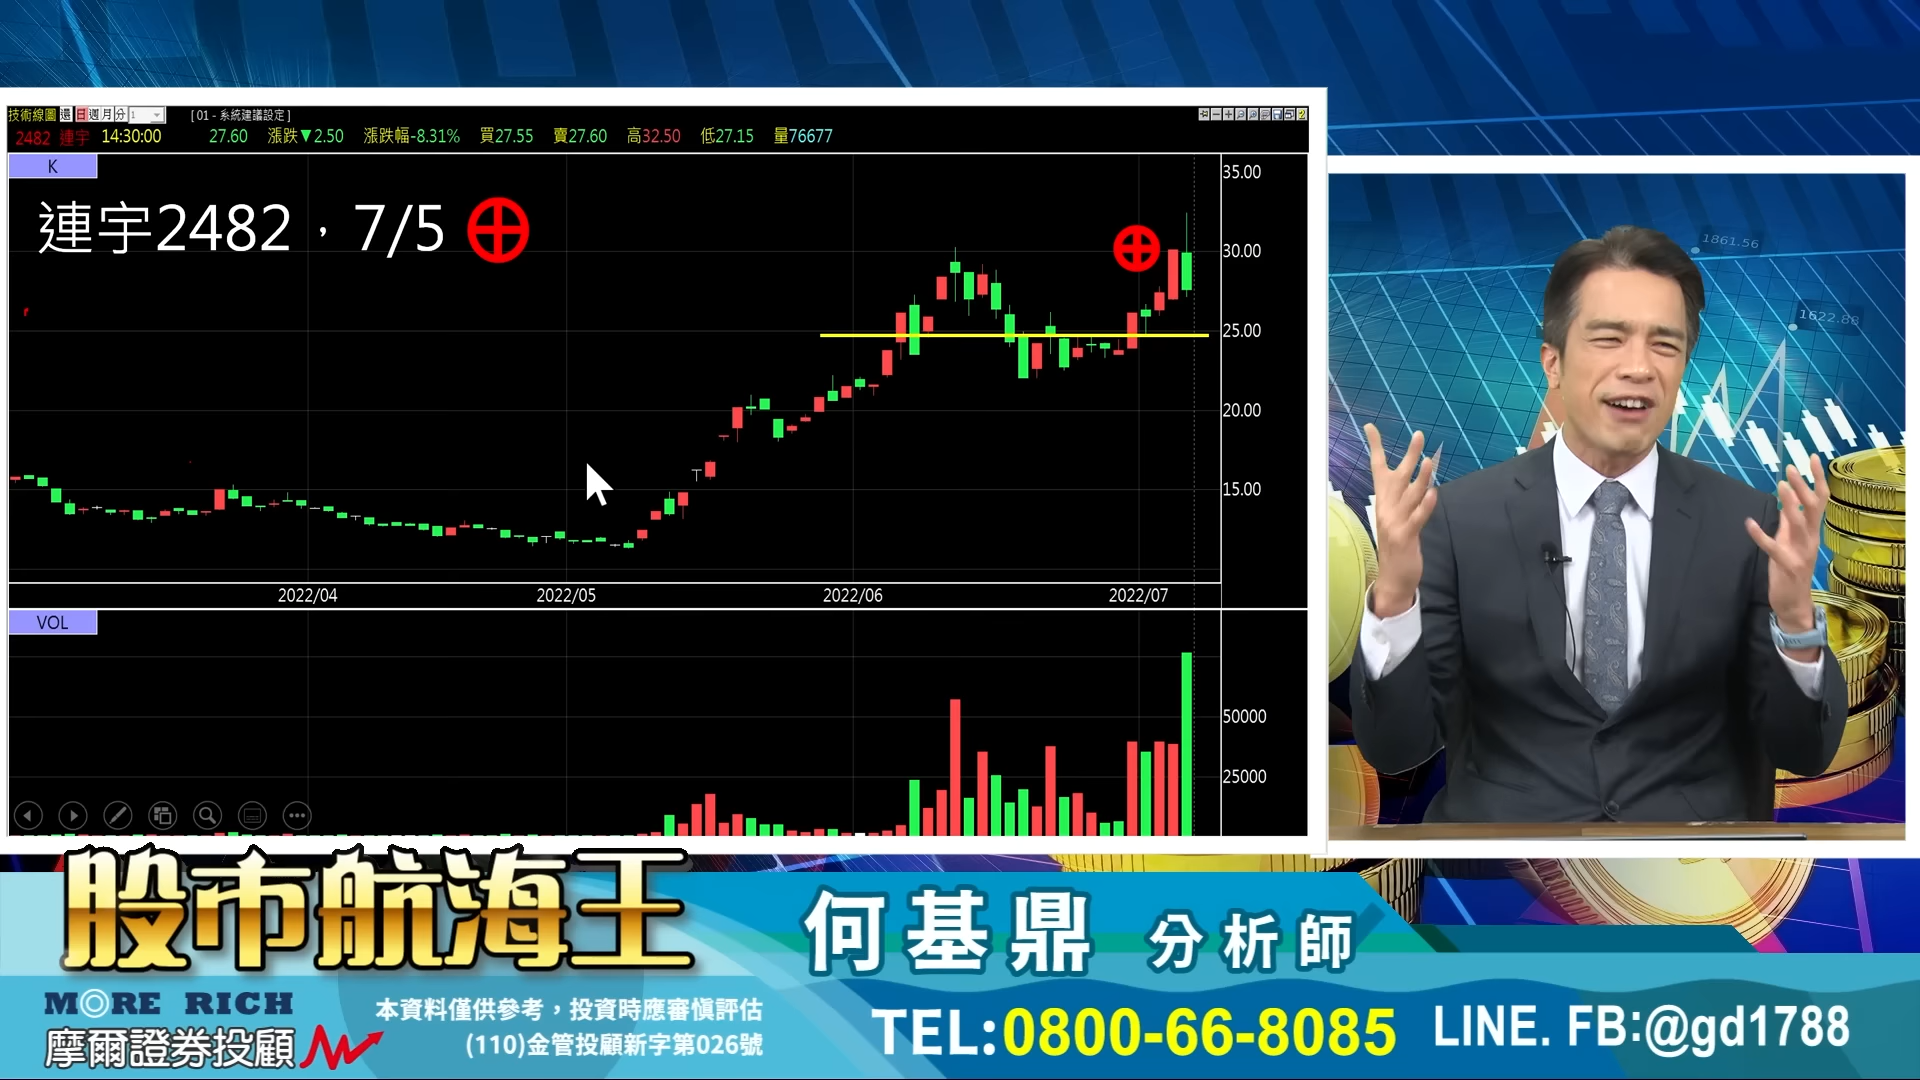 技術線圖 還 日 週 月 分 1 [ 01 - 系統建議設定 ]
2482 連宇 14:30:00 27.60 漲跌▼2.50 漲跌幅-8.31% 買27.55 賣27.60 高32.50 低27.15 量76677
K
連宇2482，7/5
35.00
30.00
25.00
20.00
15.00
2022/04 2022/05 2022/06 2022/07
VOL
50000
25000
1861.56
1622.88
股市航海王
何基鼎 分析師
MORE RICH
摩爾證券投顧
本資料僅供參考，投資時應審慎評估
(110)金管投顧新字第026號
TEL:0800-66-8085
LINE. FB:@gd1788